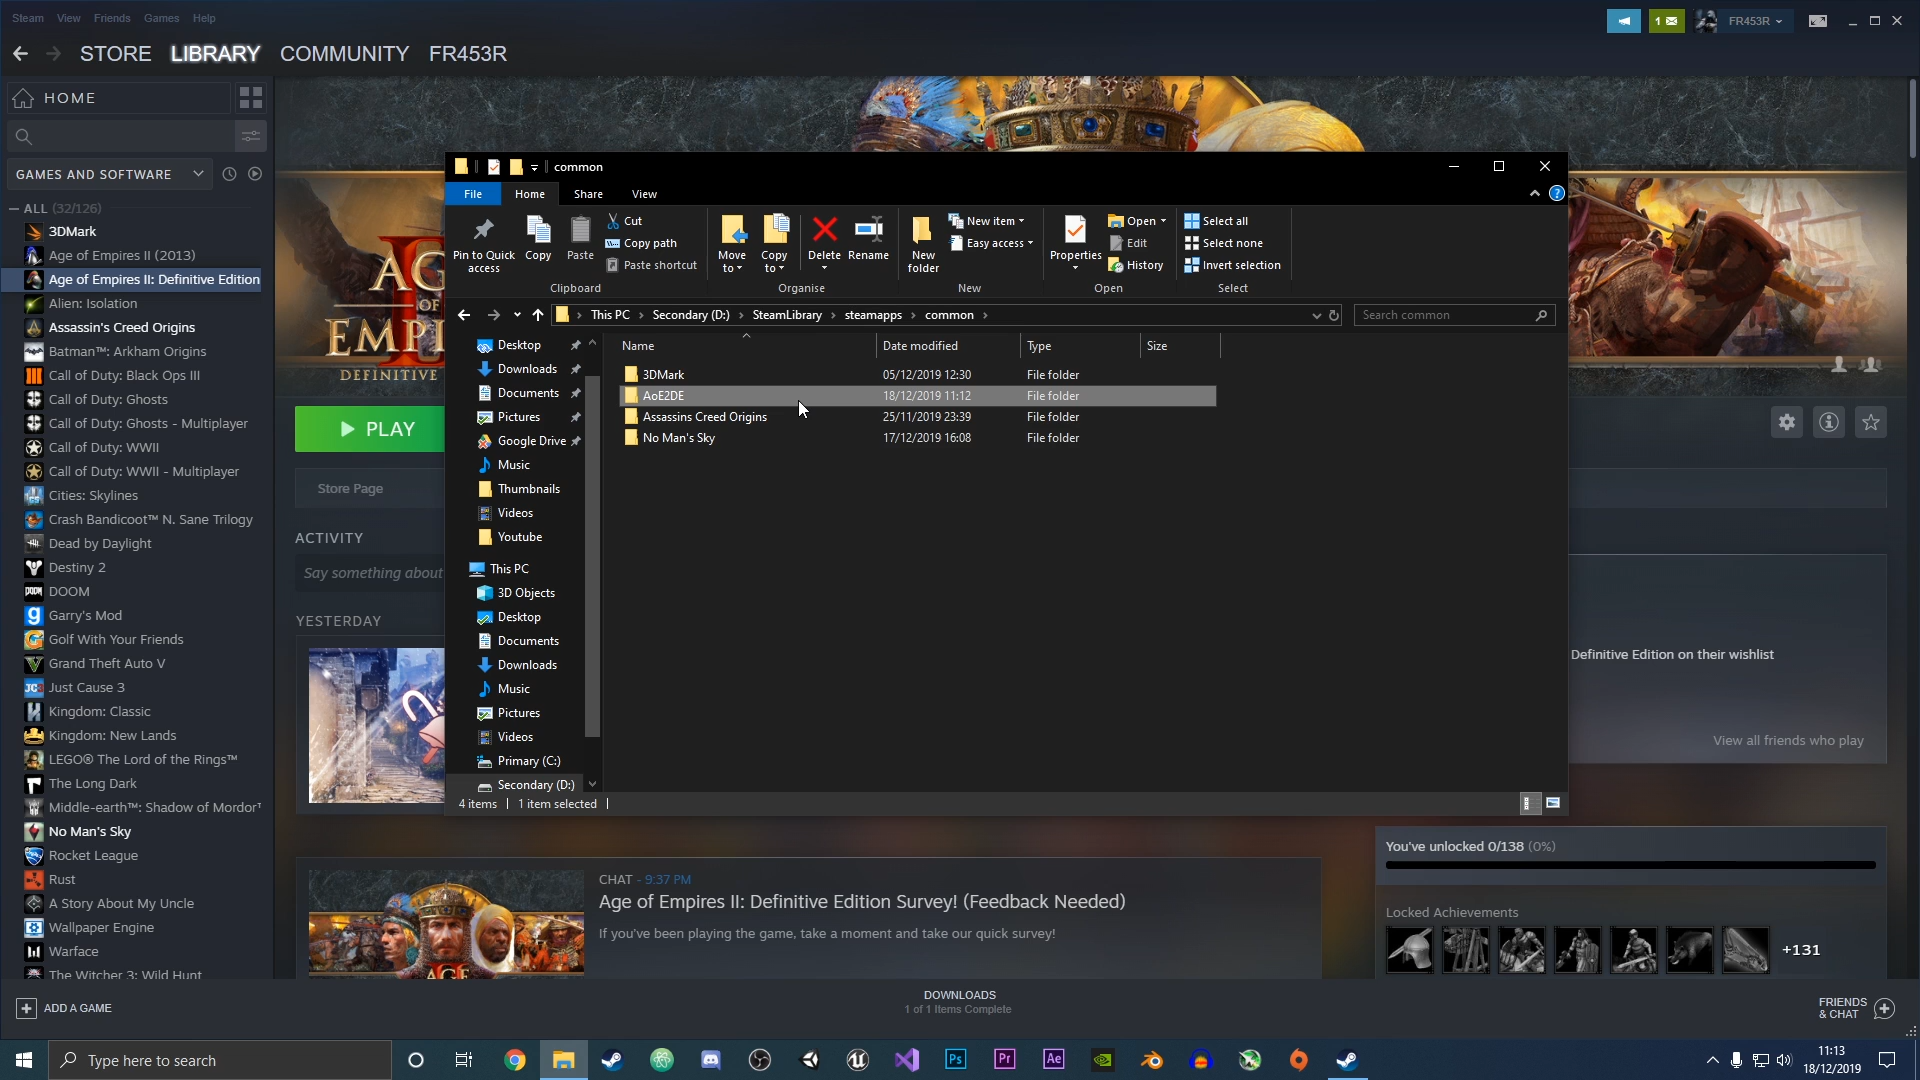 Steam View Friends Games Help
1
FR453R
STORE LIBRARY COMMUNITY FR453R
HOME
GAMES AND SOFTWARE
ALL (32/126)
3DMark
Age of Empires II (2013)
Age of Empires II: Definitive Edition
Alien: Isolation
Assassin's Creed Origins
Batman™: Arkham Origins
Call of Duty: Black Ops III
Call of Duty: Ghosts
Call of Duty: Ghosts - Multiplayer
Call of Duty: WWII
Call of Duty: WWII - Multiplayer
Cities: Skylines
Crash Bandicoot™ N. Sane Trilogy
Dead by Daylight
Destiny 2
DOOM
Garry's Mod
Golf With Your Friends
Grand Theft Auto V
Just Cause 3
Kingdom: Classic
Kingdom: New Lands
LEGO® The Lord of the Rings™
The Long Dark
Middle-earth™: Shadow of Mordor™
No Man's Sky
Rocket League
Rust
A Story About My Uncle
Wallpaper Engine
Warface
The Witcher 3: Wild Hunt
ADD A GAME
AG
OF
EMPI
II
DEFINITIVE
PLAY
Store Page
ACTIVITY
Say something about
YESTERDAY
common
File Home Share View
Pin to Quick access
Copy
Paste
Cut
Copy path
Paste shortcut
Clipboard
Move to
Copy to
Delete
Rename
Organise
New folder
New item
Easy access
New
Properties
Open
Edit
History
Open
Select all
Select none
Invert selection
Select
This PC › Secondary (D:) › SteamLibrary › steamapps › common ›
Search common
Desktop
Downloads
Documents
Pictures
Google Drive
Music
Thumbnails
Videos
Youtube
This PC
3D Objects
Desktop
Documents
Downloads
Music
Pictures
Videos
Primary (C:)
Secondary (D:)
Name Date modified Type Size
3DMark 05/12/2019 12:30 File folder
AoE2DE 18/12/2019 11:12 File folder
Assassins Creed Origins 25/11/2019 23:39 File folder
No Man's Sky 17/12/2019 16:08 File folder
4 items 1 item selected
Definitive Edition on their wishlist
View all friends who play
CHAT - 9:37 PM
Age of Empires II: Definitive Edition Survey! (Feedback Needed)
If you've been playing the game, take a moment and take our quick survey!
AGE
You've unlocked 0/138 (0%)
Locked Achievements
+131
DOWNLOADS
1 of 1 Items Complete
FRIENDS
& CHAT
Type here to search
Ps
Pr
Ae
11:13
18/12/2019